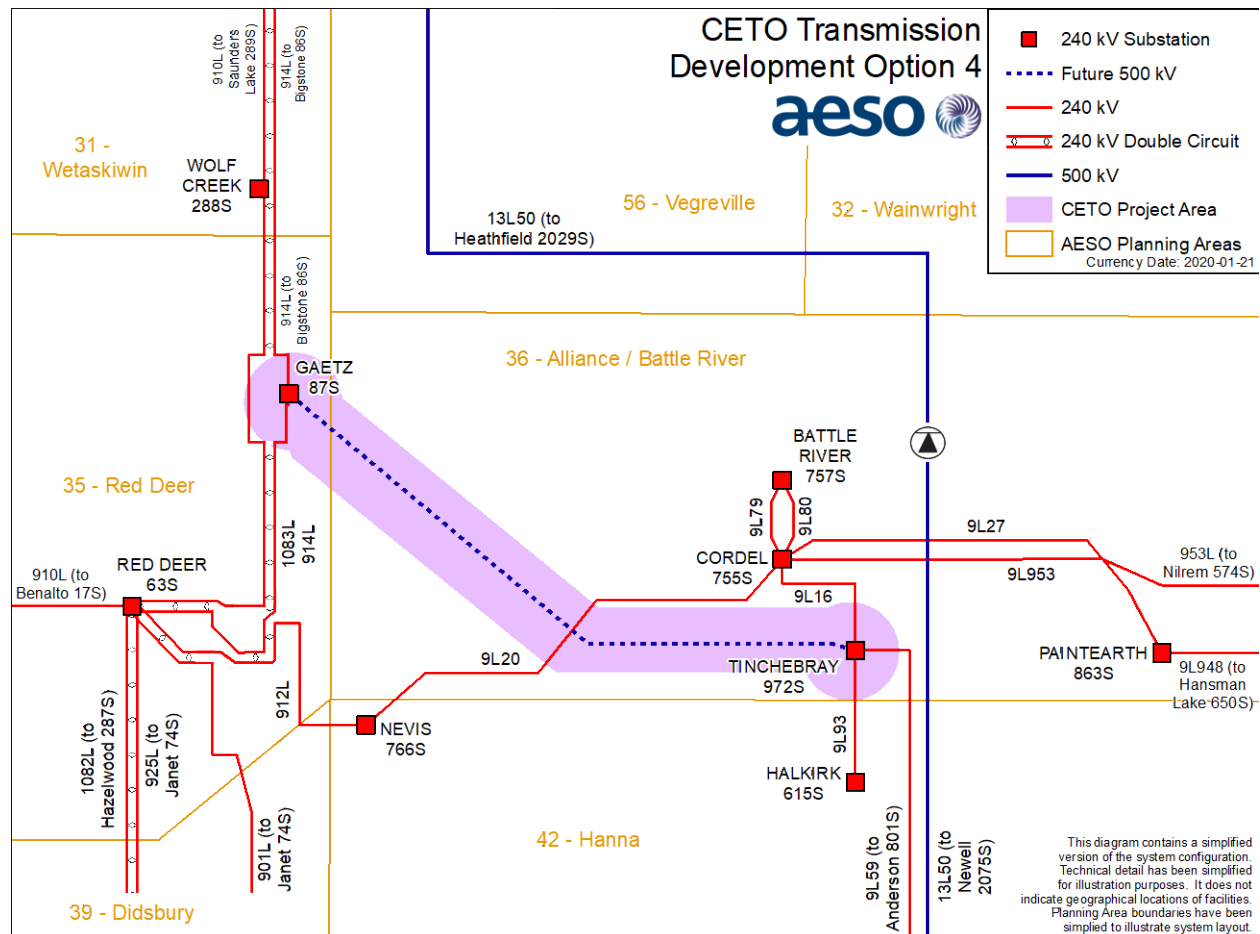 CETO Transmission
Development Option 4
aeso
240 kV Substation
Future 500 kV
240 kV
240 kV Double Circuit
500 kV
CETO Project Area
AESO Planning Areas
Currency Date: 2020-01-21
910L (to
Saunders
Lake 289S)
914L (to
Bigstone 86S)
31 -
Wetaskiwin
WOLF
CREEK
288S
56 - Vegreville
32 - Wainwright
13L50 (to
Heathfield 2029S)
914L (to
Bigstone 86S)
36 - Alliance / Battle River
GAETZ
87S
BATTLE
RIVER
757S
35 - Red Deer
9L79
9L80
9L27
1083L
914L
CORDEL
755S
9L953
953L (to
Nilrem 574S)
RED DEER
63S
910L (to
Benalto 17S)
9L16
9L20
TINCHEBRAY
972S
PAINTEARTH
863S
9L948 (to
Hansman
Lake 650S)
912L
NEVIS
766S
9L93
1082L (to
Hazelwood 287S)
925L (to
Janet 74S)
HALKIRK
615S
901L (to
Janet 74S)
42 - Hanna
9L59 (to
Anderson 801S)
13L50 (to
Newell
2075S)
39 - Didsbury
This diagram contains a simplified
version of the system configuration.
Technical detail has been simplified
for illustration purposes. It does not
indicate geographical locations of facilities.
Planning Area boundaries have been
simplied to illustrate system layout.